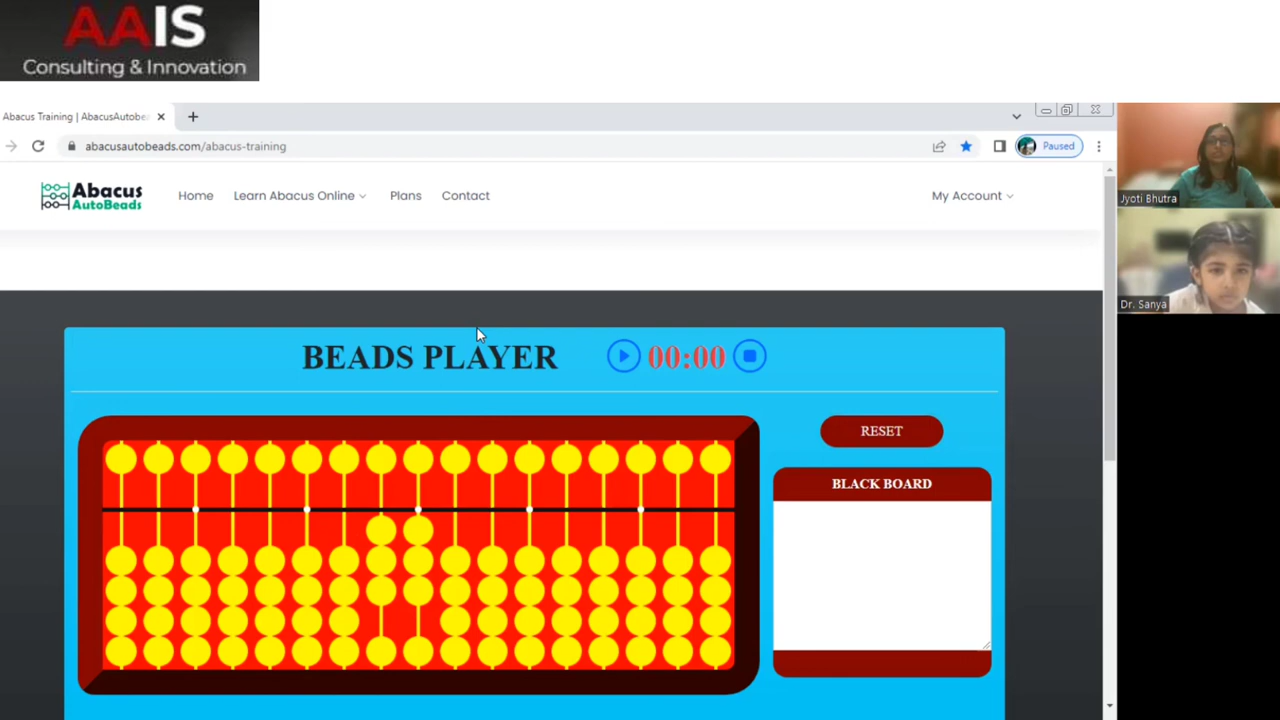 AAIS
Consulting & Innovation
Abacus Training | AbacusAutobe
abacusautobeads.com/abacus-training
Paused
Abacus
AutoBeads
Home
Learn Abacus Online
Plans
Contact
My Account
Jyoti Bhutra
Dr. Sanya
BEADS PLAYER
00:00
RESET
BLACK BOARD